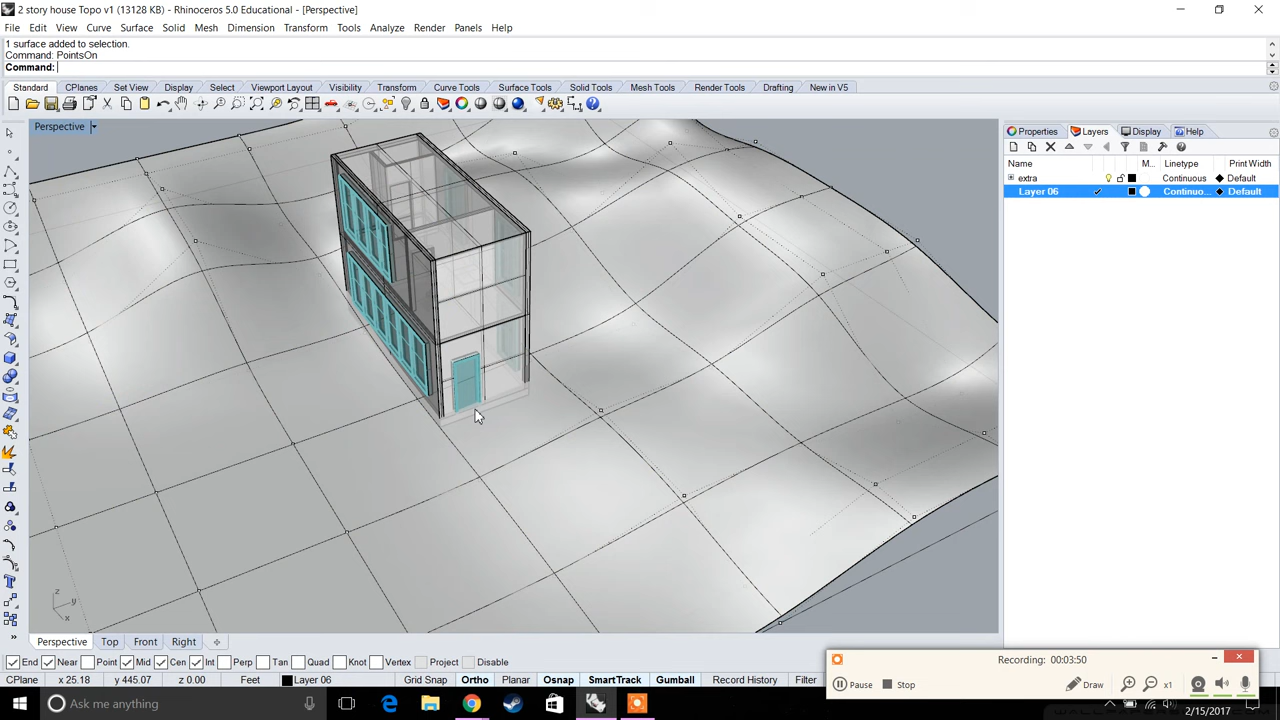 2 story house Topo v1 (13128 KB) - Rhinoceros 5.0 Educational - [Perspective]
File Edit View Curve Surface Solid Mesh Dimension Transform Tools Analyze Render Panels Help
1 surface added to selection.
Command: PointsOn
Command:
Standard CPlanes Set View Display Select Viewport Layout Visibility Transform Curve Tools Surface Tools Solid Tools Mesh Tools Render Tools Drafting New in V5
Perspective
Properties Layers Display Help
Name M... Linetype Print Width
extra Continuous Default
Layer 06 Continuo... Default
z
y
x
Perspective Top Front Right
End Near Point Mid Cen Int Perp Tan Quad Knot Vertex Project Disable
CPlane x 25.18 y 445.07 z 0.00 Feet Layer 06 Grid Snap Ortho Planar Osnap SmartTrack Gumball Record History Filter
Recording: 00:03:50
Pause Stop Draw x1
Ask me anything
2/15/2017